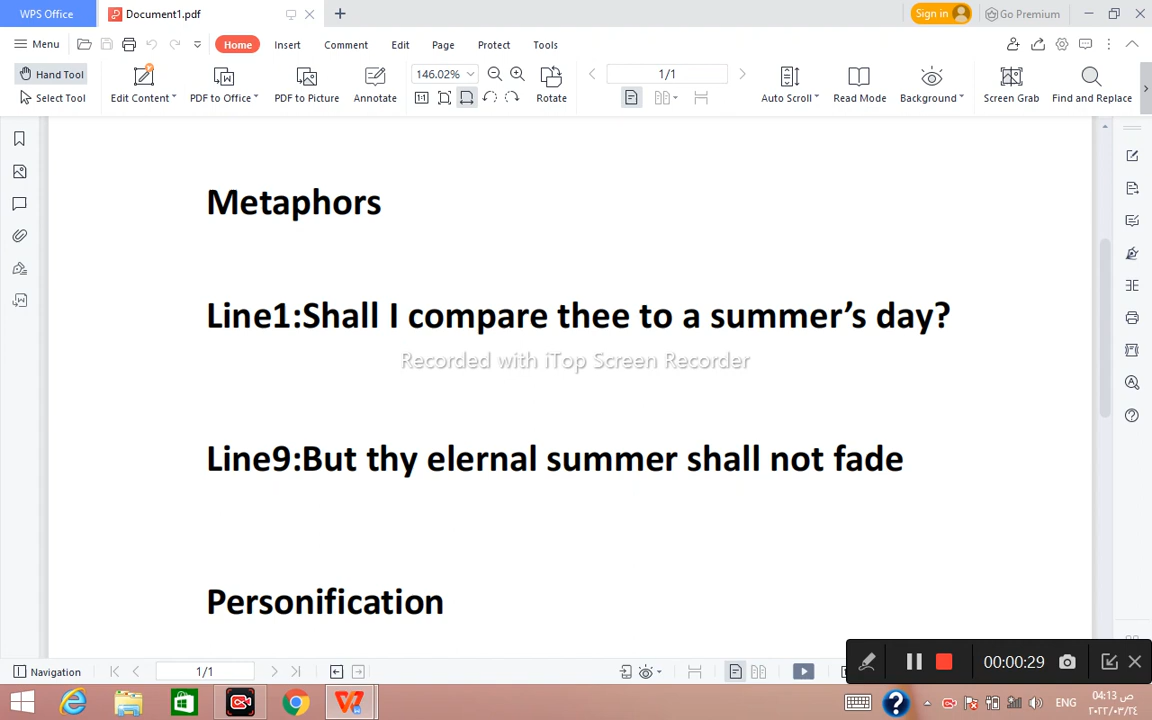 WPS Office
Document1.pdf
Sign in
Go Premium
Menu
Home
Insert
Comment
Edit
Page
Protect
Tools
Hand Tool
Select Tool
Edit Content
PDF to Office
PDF to Picture
Annotate
146.02%
Rotate
1/1
Auto Scroll
Read Mode
Background
Screen Grab
Find and Replace
Metaphors
Line1:Shall I compare thee to a summer’s day?
Recorded with iTop Screen Recorder
Line9:But thy elernal summer shall not fade
Personification
Navigation
1/1
00:00:29
ENG
04:13 ص
٢٠٢٢/٠٣/٢٤